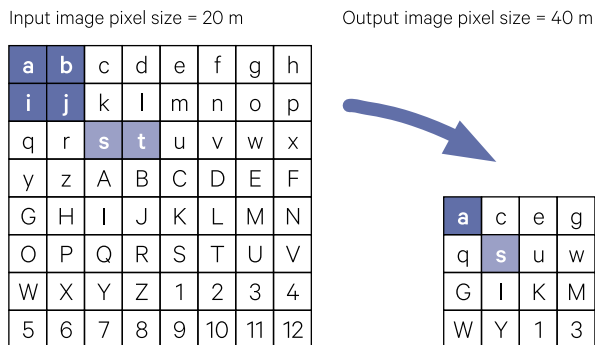 Input image pixel size = 20 m
Output image pixel size = 40 m
a b c d e f g h
i j k l m n o p
q r s t u v w x
y z A B C D E F
G H I J K L M N
O P Q R S T U V
W X Y Z 1 2 3 4
5 6 7 8 9 10 11 12
a c e g
q s u w
G I K M
W Y 1 3